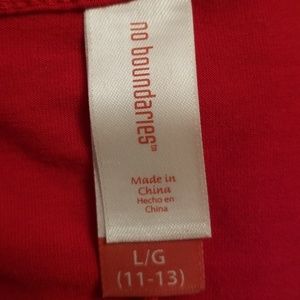 no boundaries™
Made in
China
Hecho en
China
L/G
(11-13)